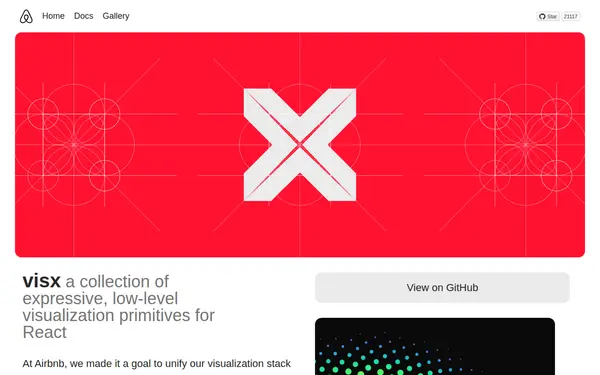 Home Docs Gallery
Star 21117
visx a collection of
expressive, low-level
visualization primitives for
React
View on GitHub
At Airbnb, we made it a goal to unify our visualization stack